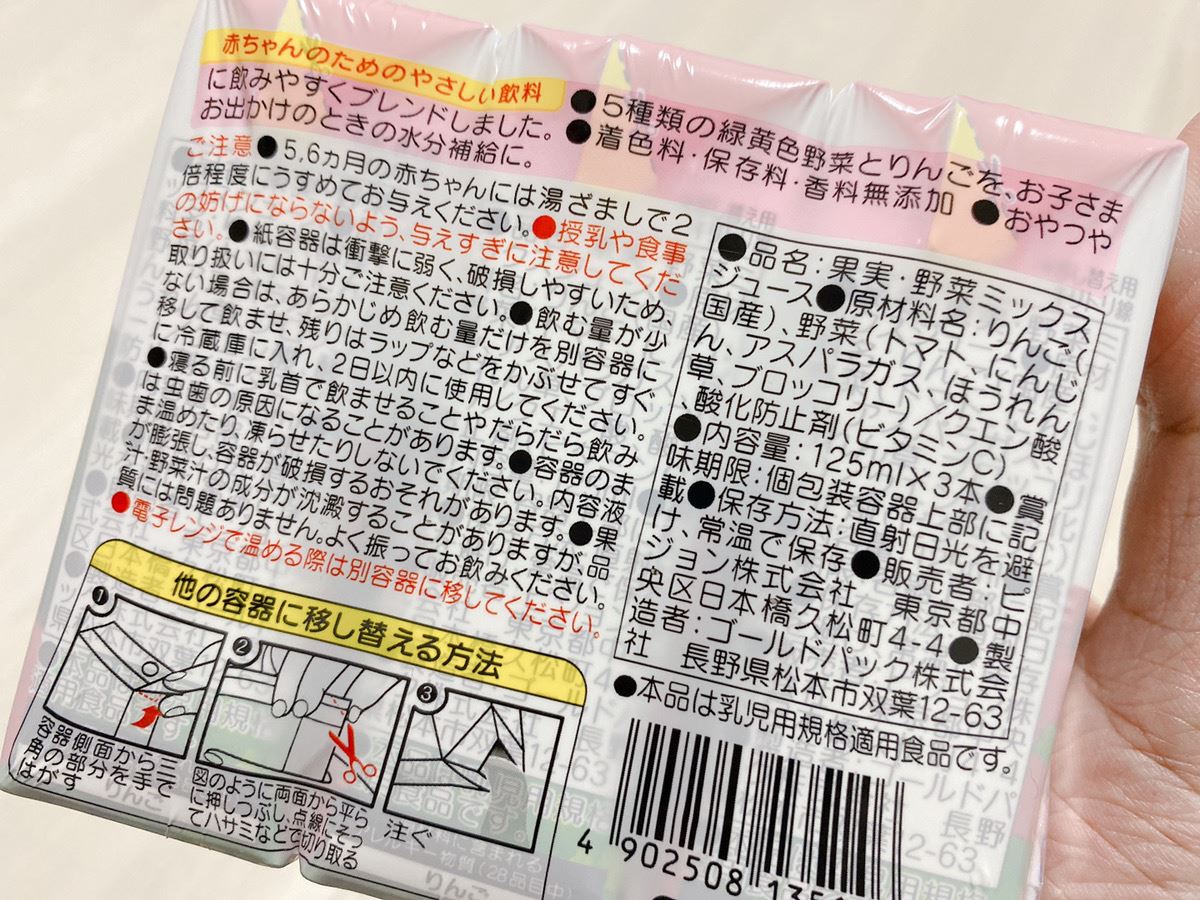 赤ちゃんのためのやさしい飲料
●5種類の緑黄色野菜とりんごを、お子さま
に飲みやすくブレンドしました。●着色料・保存料・香料無添加●おやつや
お出かけのときの水分補給に。
ご注意●5,6ヵ月の赤ちゃんには湯ざましで2
倍程度にうすめてお与えください。●授乳や食事
の妨げにならないよう、与えすぎに注意してくだ
さい。●紙容器は衝撃に弱く、破損しやすいため、
取り扱いには十分ご注意ください。●飲む量が少
ない場合は、あらかじめ飲む量だけを別容器に
移して飲ませ、残りはラップなどをかぶせてすぐ
に冷蔵庫に入れ、2日以内に使用してください。
●寝る前に乳首で飲ませることやだらだら飲み
は虫歯の原因になることがあります。●容器のま
ま温めたり、凍らせたりしないでください。内容液
が膨張し、容器が破損するおそれがあります。●果
汁・野菜汁の成分が沈澱することがありますが、品
質には問題ありません。よく振ってお飲みください。
●電子レンジで温める際は別容器に移してください。
●品名:果実・野菜ミックス
ジュース●原材料名:りんご(
国産)、野菜(トマト、にんじ
ん、アスパラガス、ほうれん
草、ブロッコリー)/クエン酸
、酸化防止剤(ビタミンC)
●内容量:125ml×3本●賞
味期限:個包装容器上部に記
載●保存方法:直射日光を避
け、常温で保存●販売者:ピ
ジョン株式会社 東京都中
央区日本橋久松町4-4●製
造者:ゴールドパック株式会
社 長野県松本市双葉12-63
●本品は乳児用規格適用食品です。
他の容器に移し替える方法
❶
容器側面から三
角の部分を手で
はがす
❷
図のように両面から平ら
に押しつぶし、点線にそっ
てハサミなどで切り取る
❸
注ぐ
4 902508 135